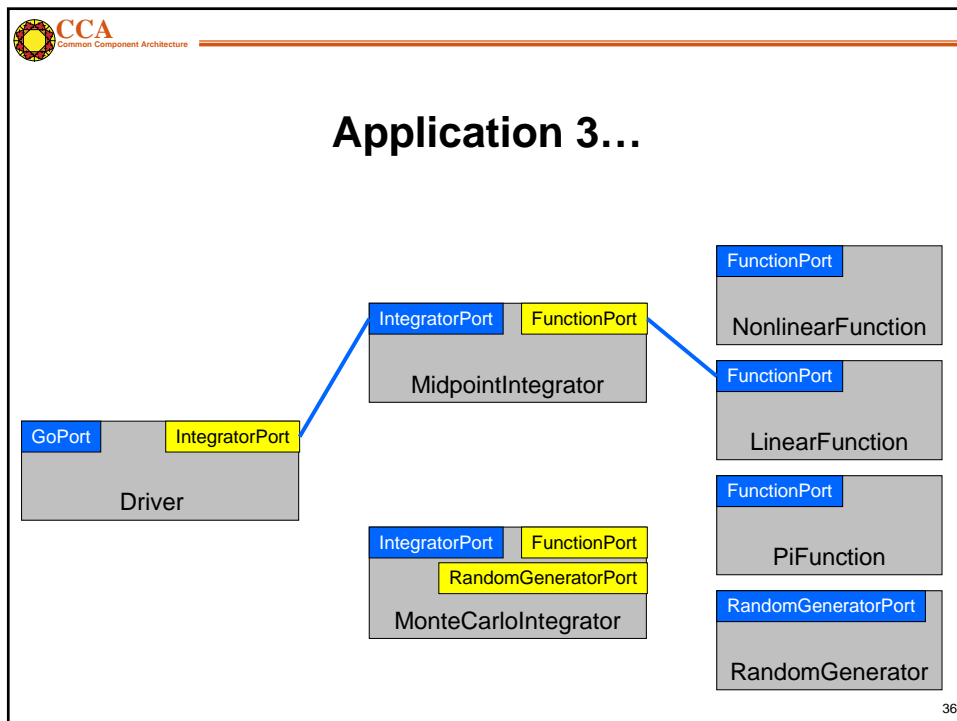 CCA
Common Component Architecture
Application 3…
FunctionPort
NonlinearFunction
IntegratorPort FunctionPort
MidpointIntegrator
FunctionPort
LinearFunction
GoPort IntegratorPort
Driver
FunctionPort
PiFunction
IntegratorPort FunctionPort
RandomGeneratorPort
MonteCarloIntegrator
RandomGeneratorPort
RandomGenerator
36